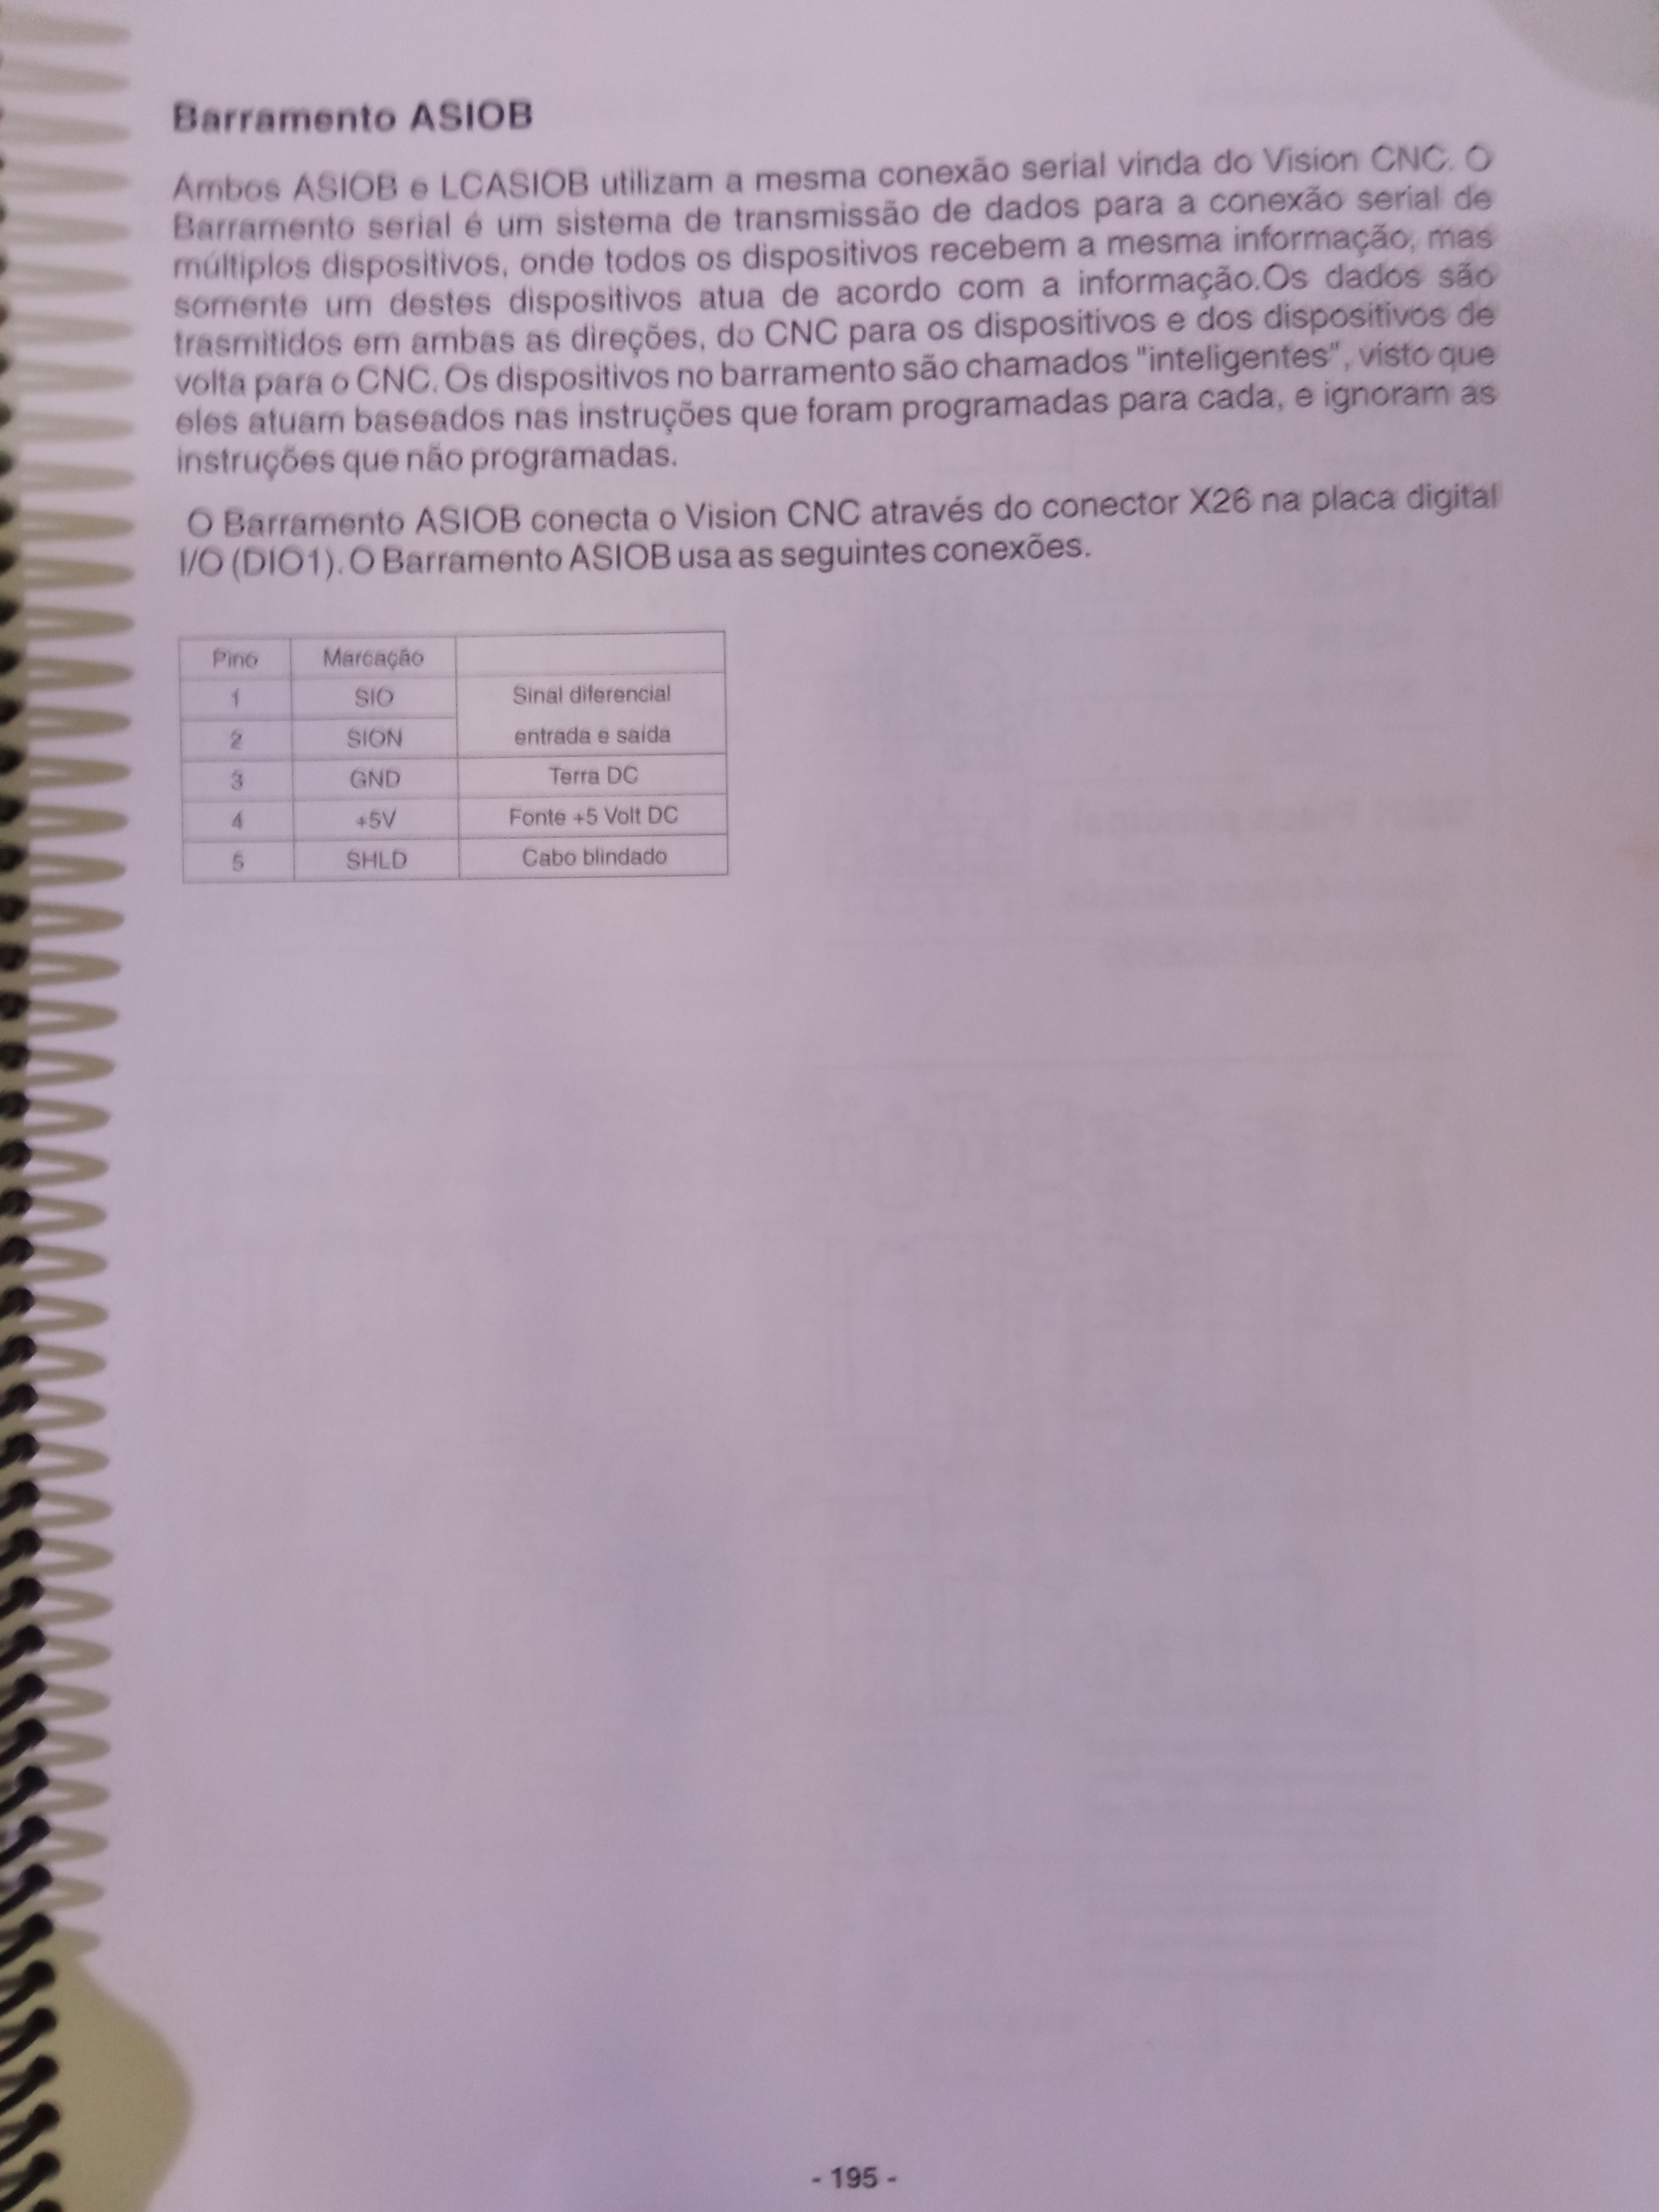 Barramento ASIOB
Ambos ASIOB e LCASIOB utilizam a mesma conexão serial vinda do Vision CNC. O
Barramento serial é um sistema de transmissão de dados para a conexão serial de
múltiplos dispositivos, onde todos os dispositivos recebem a mesma informação, mas
somente um destes dispositivos atua de acordo com a informação.Os dados são
trasmitidos em ambas as direções, do CNC para os dispositivos e dos dispositivos de
volta para o CNC. Os dispositivos no barramento são chamados "inteligentes", visto que
eles atuam baseados nas instruções que foram programadas para cada, e ignoram as
instruções que não programadas.
O Barramento ASIOB conecta o Vision CNC através do conector X26 na placa digital
I/O (DIO1). O Barramento ASIOB usa as seguintes conexões.
Pino Marcação
1 SIO Sinal diferencial
2 SION entrada e saída
3 GND Terra DC
4 +5V Fonte +5 Volt DC
5 SHLD Cabo blindado
- 195 -